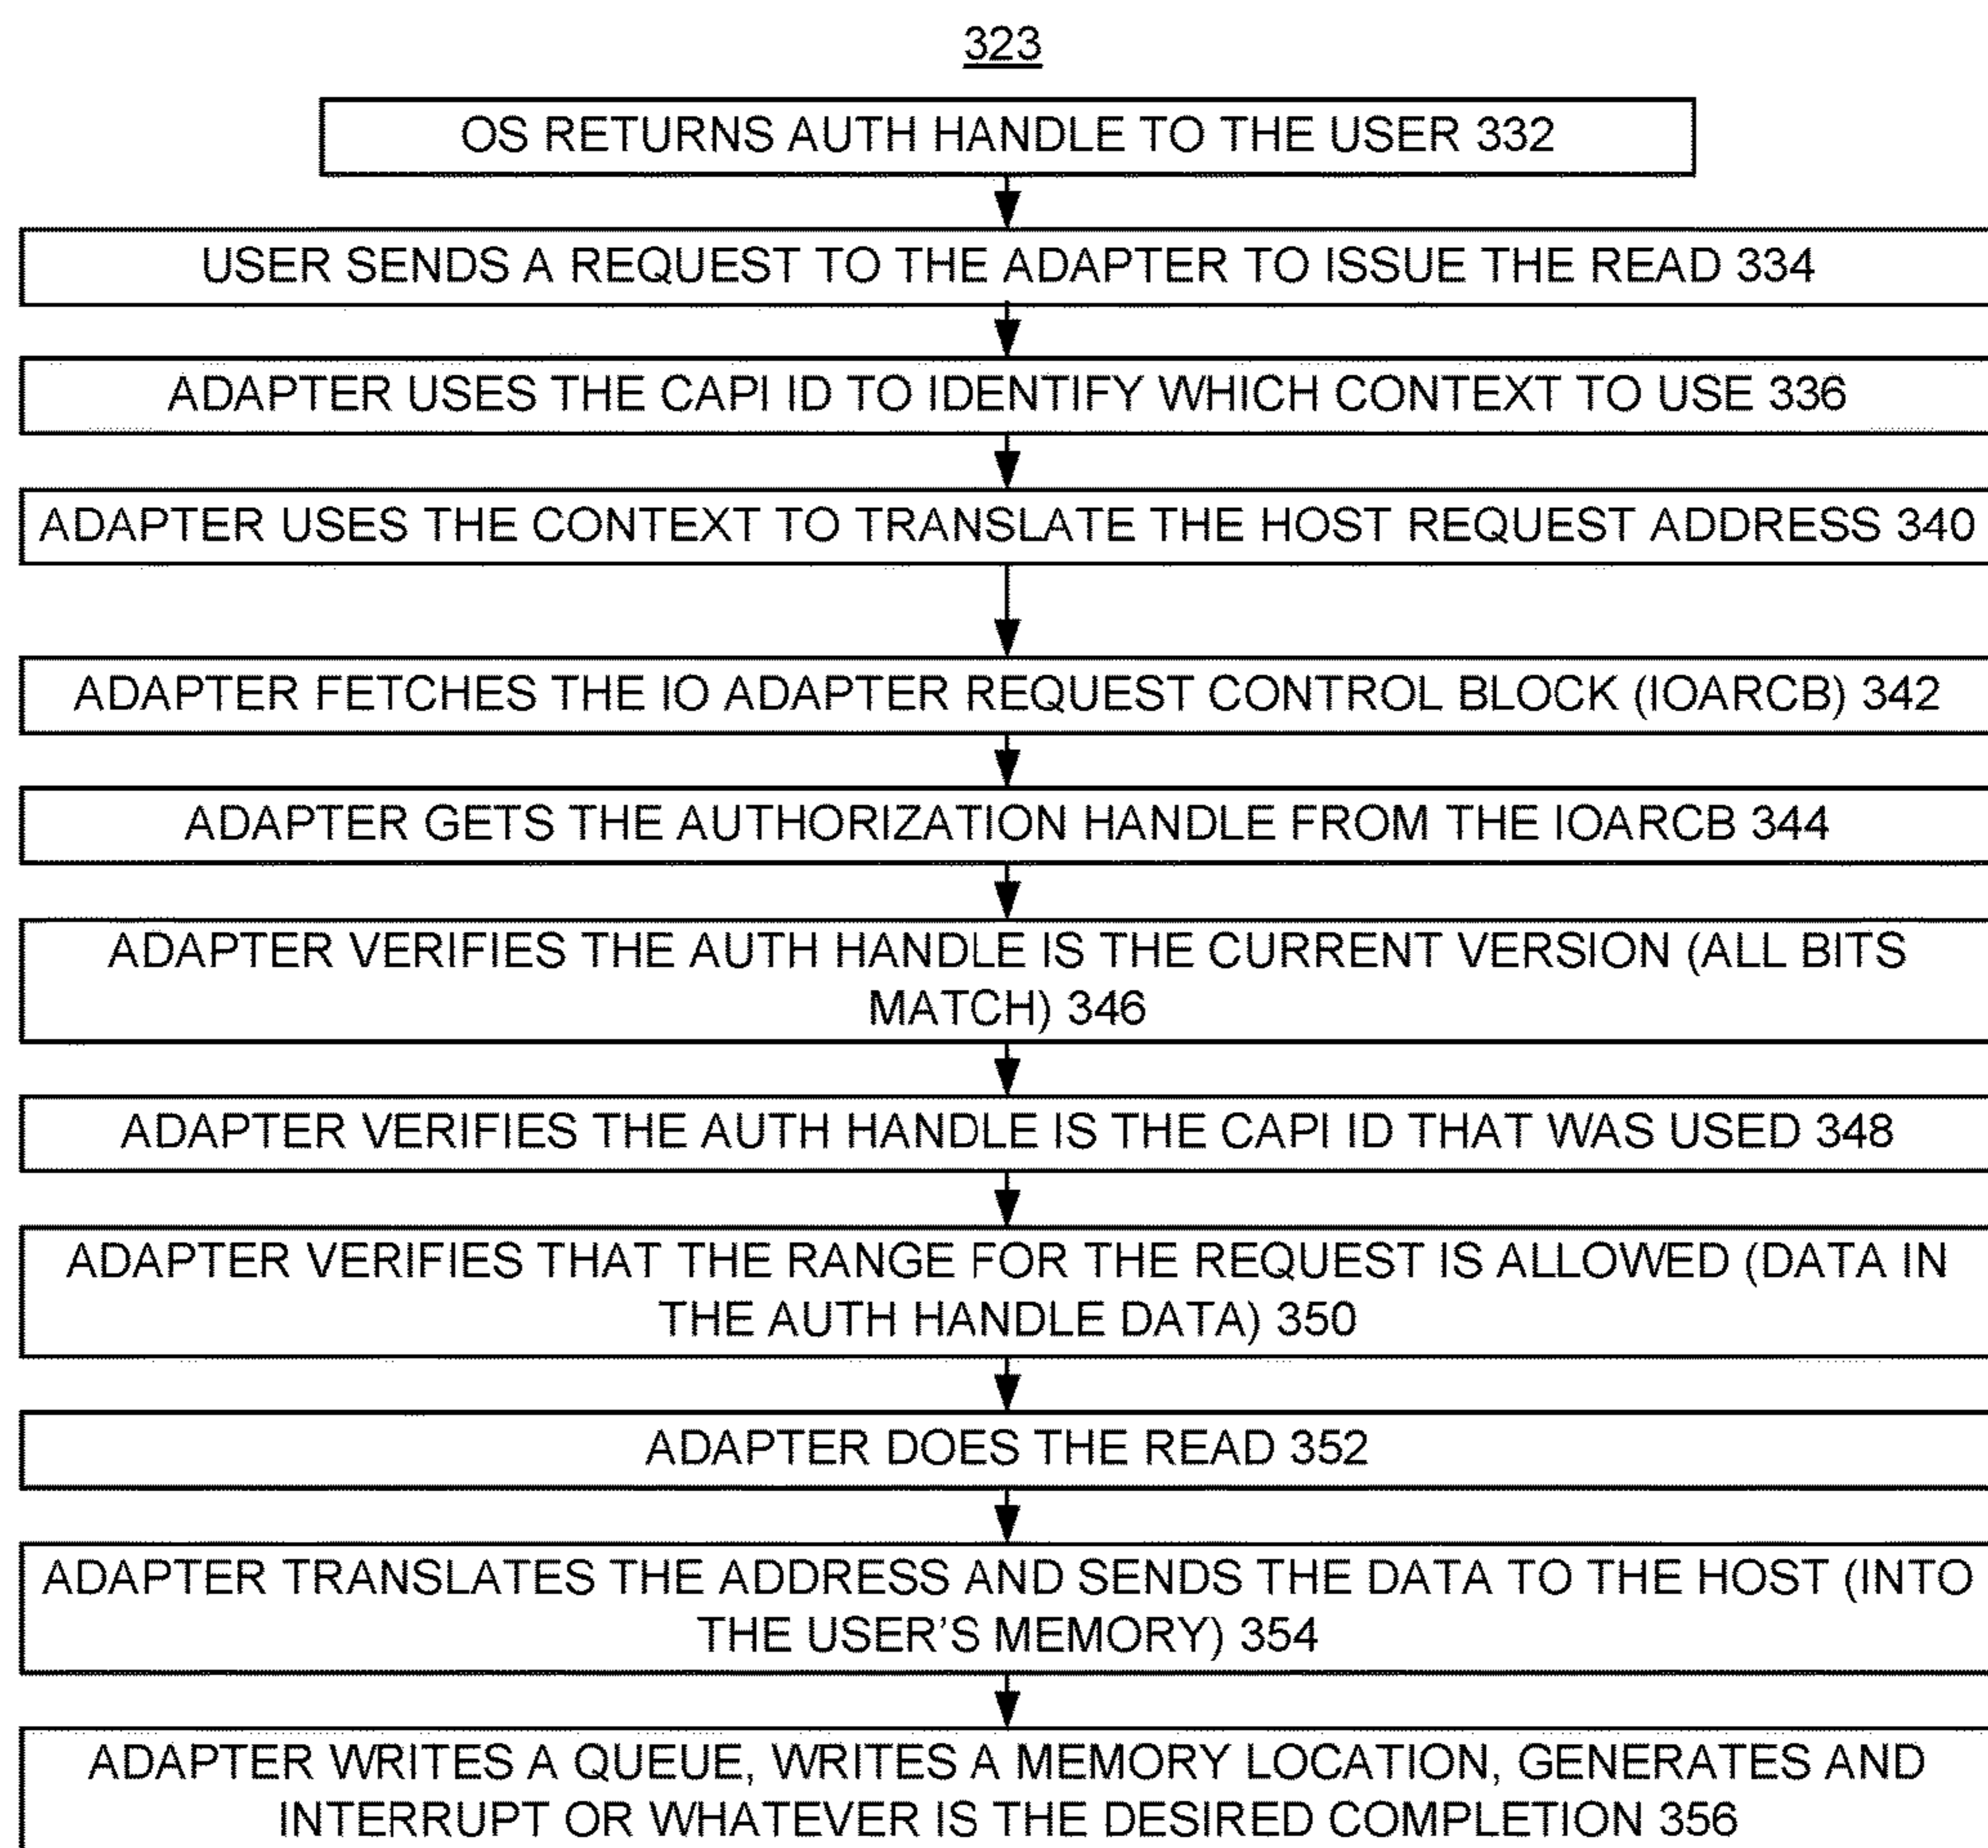 323
OS RETURNS AUTH HANDLE TO THE USER 332
USER SENDS A REQUEST TO THE ADAPTER TO ISSUE THE READ 334
ADAPTER USES THE CAPI ID TO IDENTIFY WHICH CONTEXT TO USE 336
ADAPTER USES THE CONTEXT TO TRANSLATE THE HOST REQUEST ADDRESS 340
ADAPTER FETCHES THE IO ADAPTER REQUEST CONTROL BLOCK (IOARCB) 342
ADAPTER GETS THE AUTHORIZATION HANDLE FROM THE IOARCB 344
ADAPTER VERIFIES THE AUTH HANDLE IS THE CURRENT VERSION (ALL BITS
MATCH) 346
ADAPTER VERIFIES THE AUTH HANDLE IS THE CAPI ID THAT WAS USED 348
ADAPTER VERIFIES THAT THE RANGE FOR THE REQUEST IS ALLOWED (DATA IN
THE AUTH HANDLE DATA) 350
ADAPTER DOES THE READ 352
ADAPTER TRANSLATES THE ADDRESS AND SENDS THE DATA TO THE HOST (INTO
THE USER'S MEMORY) 354
ADAPTER WRITES A QUEUE, WRITES A MEMORY LOCATION, GENERATES AND
INTERRUPT OR WHATEVER IS THE DESIRED COMPLETION 356